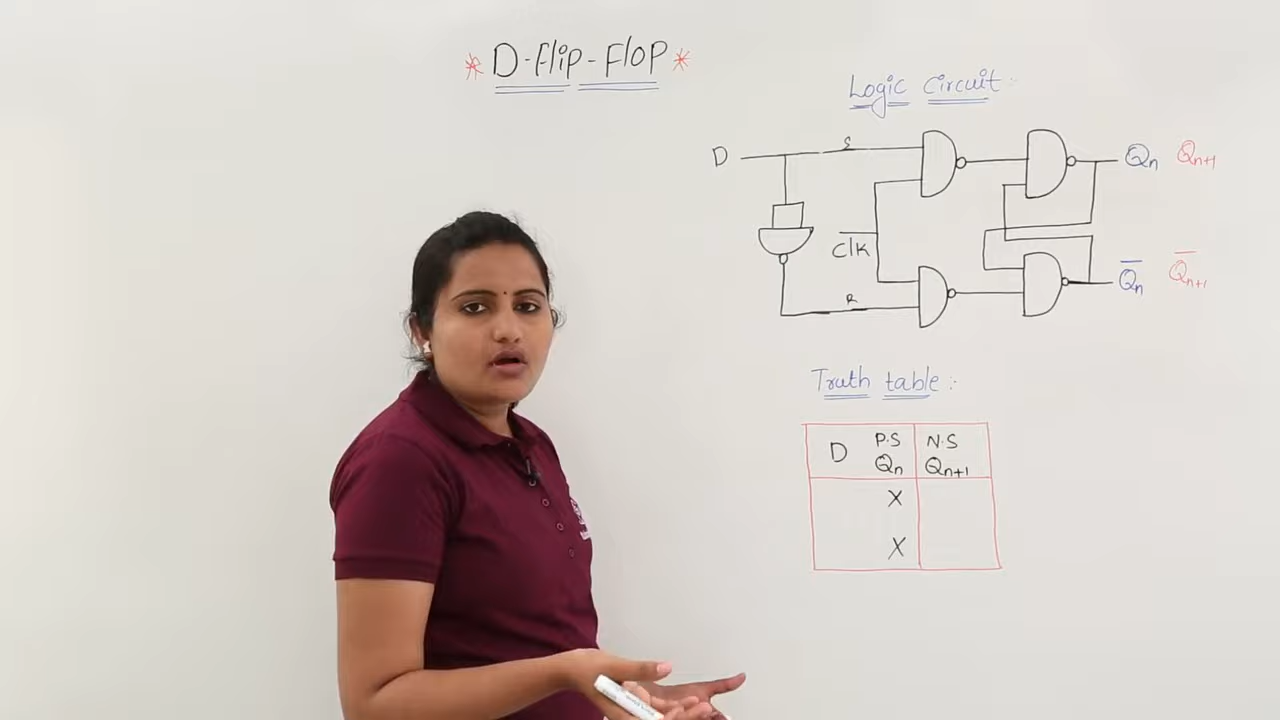 * D-Flip-Flop *
Logic Circuit:
D
S
Qn Qn+1
Clk
R
Q̅n Q̅n+1
Truth table:
D P.S Qn N.S Qn+1
X
X